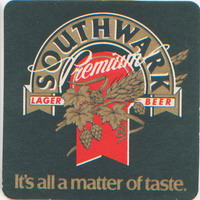 SOUTHWARK
Premium
LAGER BEER
It's all a matter of taste.